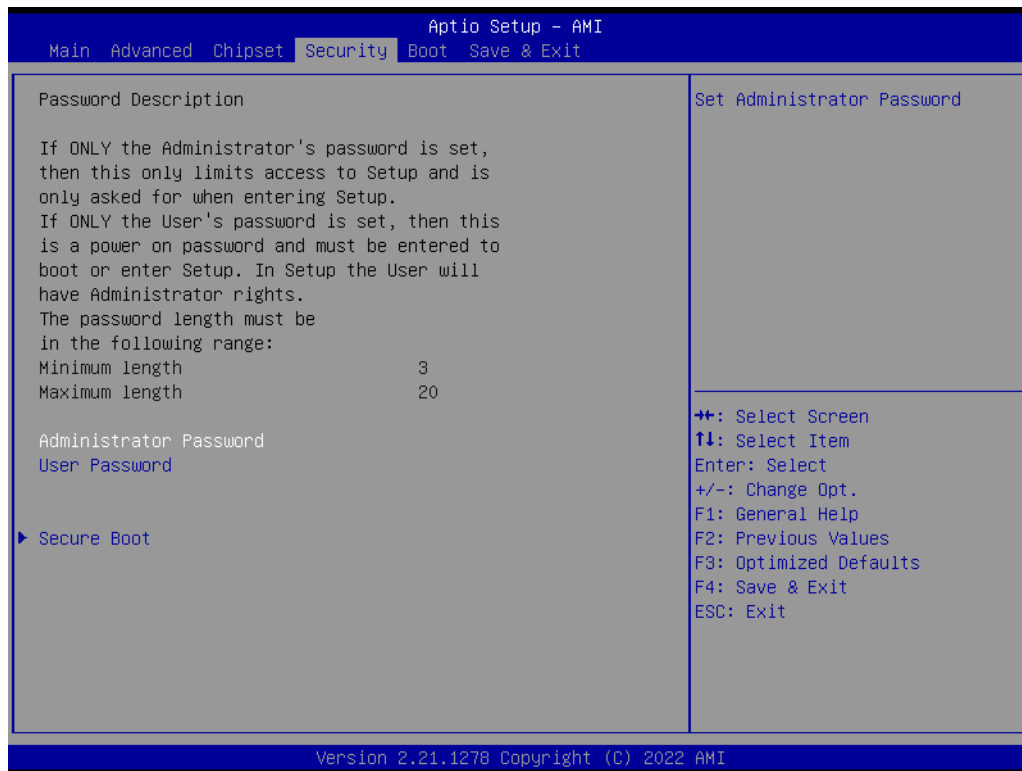 Aptio Setup – AMI
Main Advanced Chipset Security Boot Save & Exit
Password Description
If ONLY the Administrator's password is set,
then this only limits access to Setup and is
only asked for when entering Setup.
If ONLY the User's password is set, then this
is a power on password and must be entered to
boot or enter Setup. In Setup the User will
have Administrator rights.
The password length must be
in the following range:
Minimum length 3
Maximum length 20
Administrator Password
User Password
Secure Boot
Set Administrator Password
→←: Select Screen
↑↓: Select Item
Enter: Select
+/-: Change Opt.
F1: General Help
F2: Previous Values
F3: Optimized Defaults
F4: Save & Exit
ESC: Exit
Version 2.21.1278 Copyright (C) 2022 AMI